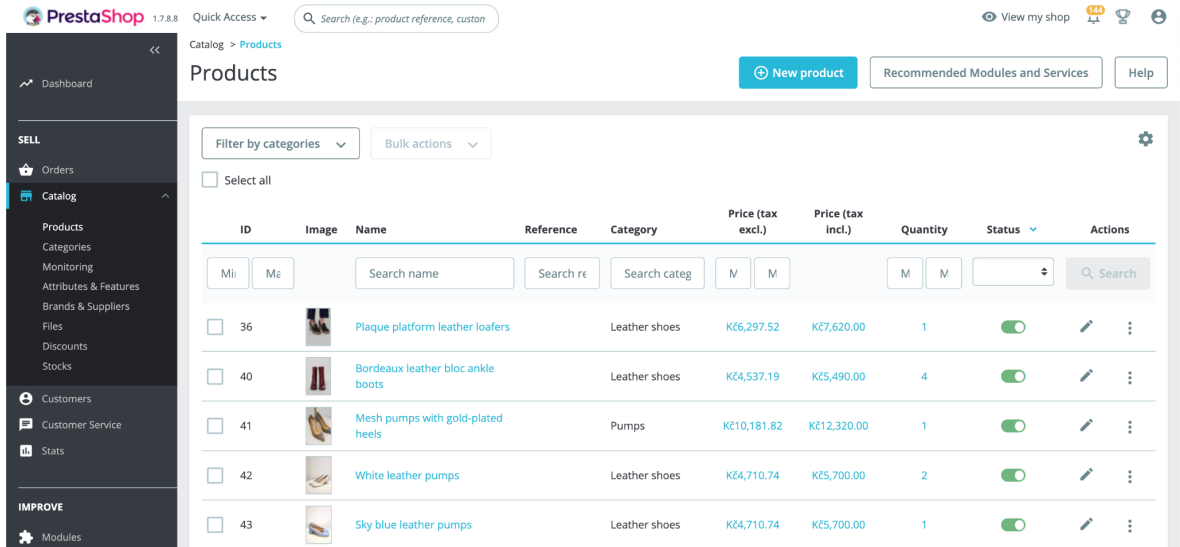 PrestaShop 1.7.8.8 Quick Access Search (e.g.: product reference, custon View my shop 144
Catalog > Products
Products
New product Recommended Modules and Services Help
Dashboard
SELL
Orders
Catalog
Products
Categories
Monitoring
Attributes & Features
Brands & Suppliers
Files
Discounts
Stocks
Customers
Customer Service
Stats
IMPROVE
Modules
Filter by categories Bulk actions
Select all
ID Image Name Reference Category Price (tax excl.) Price (tax incl.) Quantity Status Actions
Mi Ma Search name Search re Search categ M M M M Search
36 Plaque platform leather loafers Leather shoes Kč6,297.52 Kč7,620.00 1
40 Bordeaux leather bloc ankle boots Leather shoes Kč4,537.19 Kč5,490.00 4
41 Mesh pumps with gold-plated heels Pumps Kč10,181.82 Kč12,320.00 1
42 White leather pumps Leather shoes Kč4,710.74 Kč5,700.00 2
43 Sky blue leather pumps Leather shoes Kč4,710.74 Kč5,700.00 1